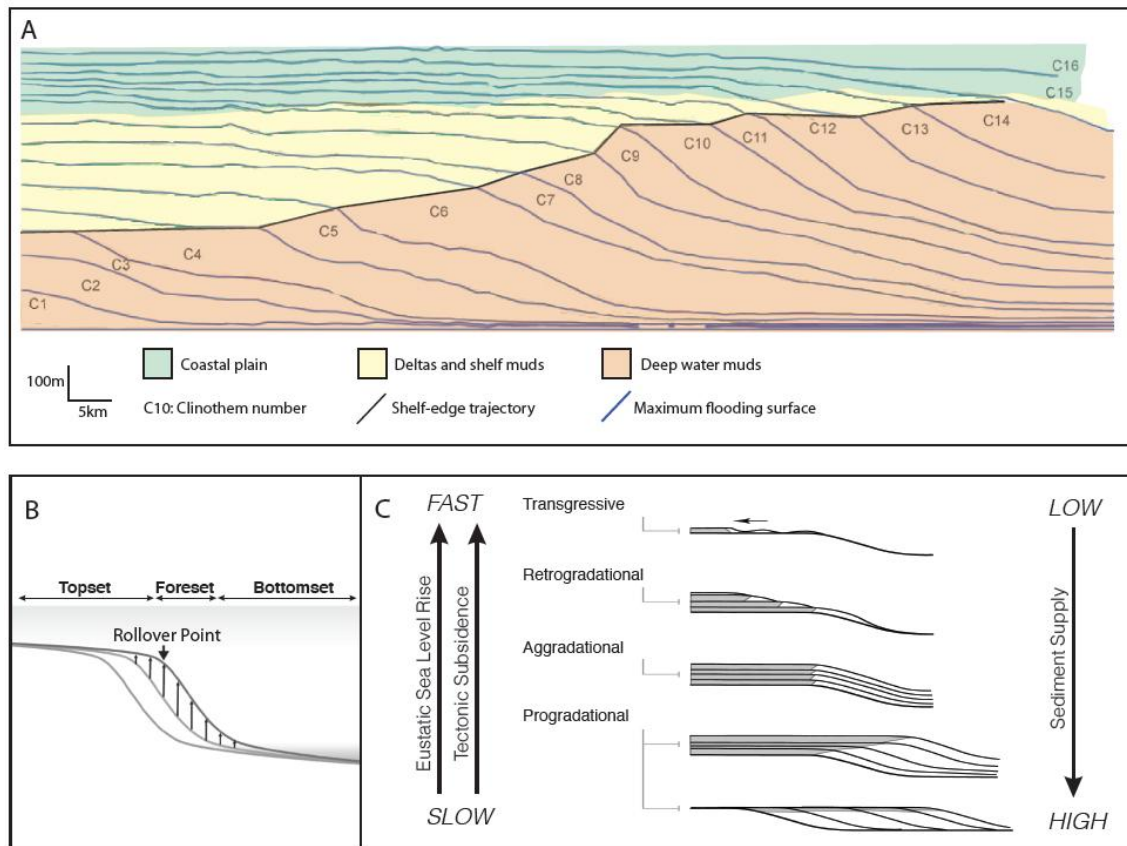 A
C1
C2
C3
C4
C5
C6
C7
C8
C9
C10
C11
C12
C13
C14
C15
C16
100m
5km
Coastal plain
Deltas and shelf muds
Deep water muds
C10: Clinothem number
Shelf-edge trajectory
Maximum flooding surface
B
Topset
Foreset
Bottomset
Rollover Point
C
FAST
Eustatic Sea Level Rise
Tectonic Subsidence
SLOW
Transgressive
Retrogradational
Aggradational
Progradational
LOW
Sediment Supply
HIGH